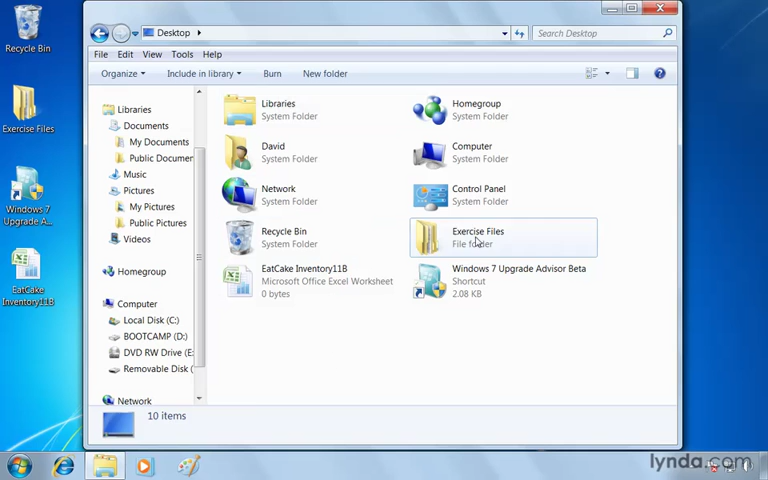 Recycle Bin
Exercise Files
Windows 7
Upgrade A...
EatCake
Inventory11B
Desktop
Search Desktop
File Edit View Tools Help
Organize Include in library Burn New folder
Libraries
Documents
My Documents
Public Documer
Music
Pictures
My Pictures
Public Pictures
Videos
Homegroup
Computer
Local Disk (C:)
BOOTCAMP (D:)
DVD RW Drive (E:
Removable Disk (
Network
Libraries
System Folder
Homegroup
System Folder
David
System Folder
Computer
System Folder
Network
System Folder
Control Panel
System Folder
Recycle Bin
System Folder
Exercise Files
File folder
EatCake Inventory11B
Microsoft Office Excel Worksheet
0 bytes
Windows 7 Upgrade Advisor Beta
Shortcut
2.08 KB
10 items
lynda.com